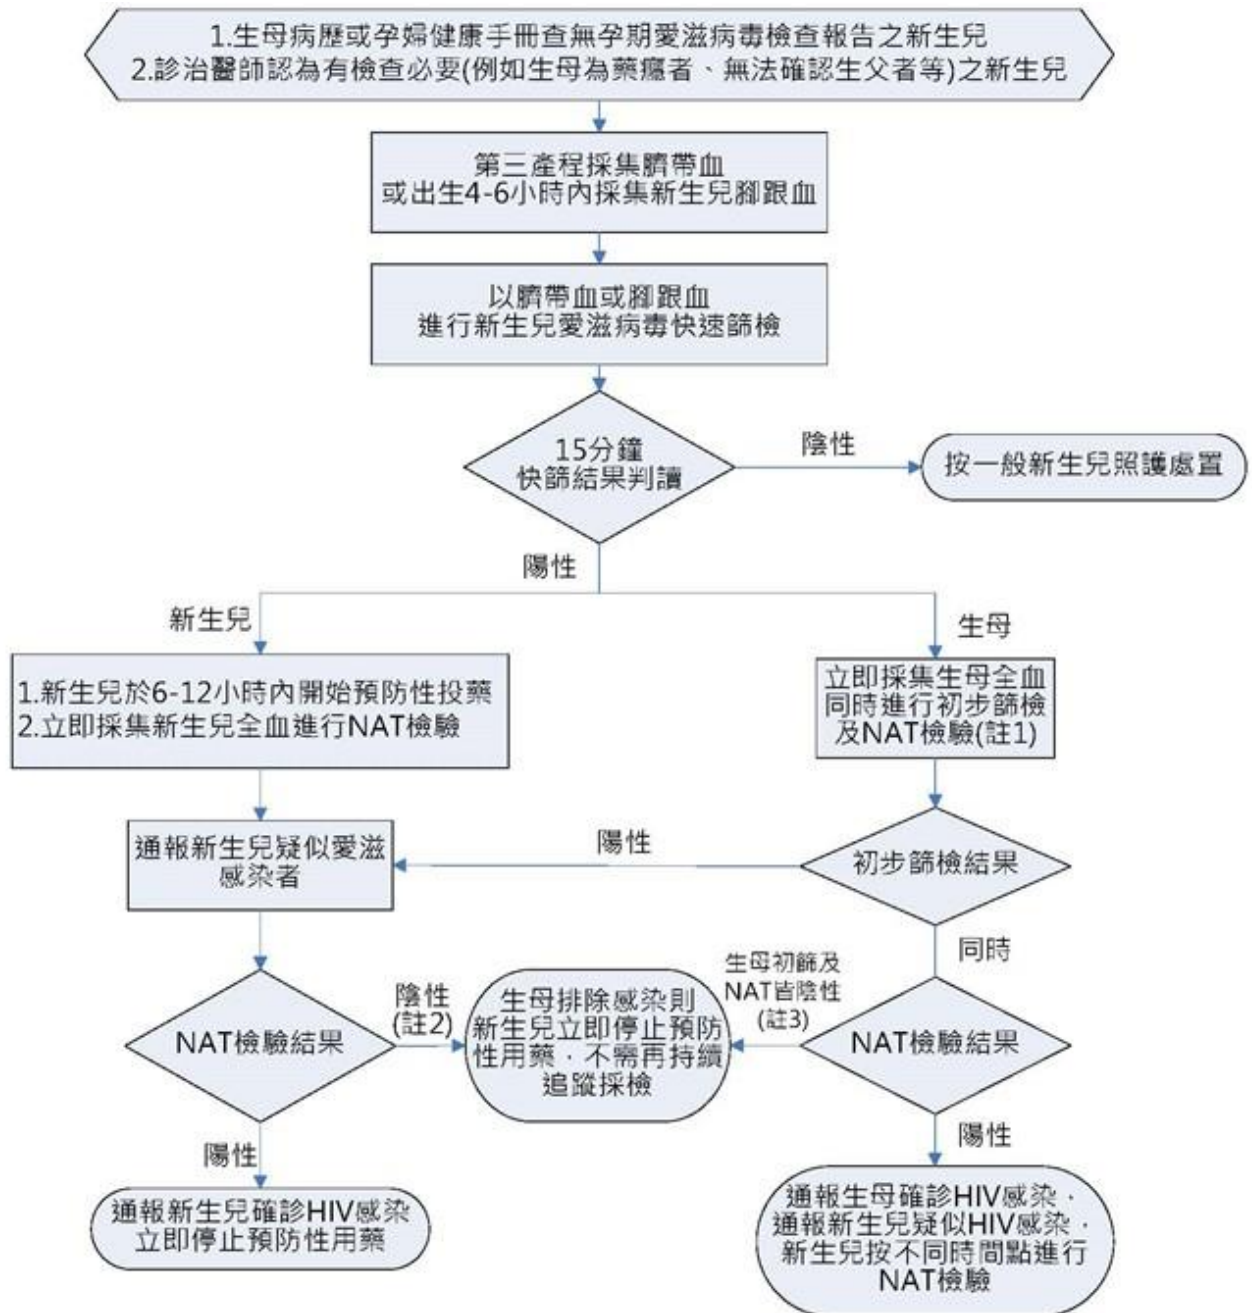 1.生母病歷或孕婦健康手冊查無孕期愛滋病毒檢查報告之新生兒
2.診治醫師認為有檢查必要(例如生母為藥癮者、無法確認生父者等)之新生兒
第三產程採集臍帶血
或出生4-6小時內採集新生兒腳跟血
以臍帶血或腳跟血
進行新生兒愛滋病毒快速篩檢
15分鐘
快篩結果判讀
陰性
按一般新生兒照護處置
陽性
新生兒
生母
1.新生兒於6-12小時內開始預防性投藥
2.立即採集新生兒全血進行NAT檢驗
立即採集生母全血
同時進行初步篩檢
及NAT檢驗(註1)
通報新生兒疑似愛滋
感染者
陽性
初步篩檢結果
同時
NAT檢驗結果
陰性
(註2)
生母排除感染則
新生兒立即停止預防
性用藥，不需再持續
追蹤採檢
生母初篩及
NAT皆陰性
(註3)
NAT檢驗結果
陽性
通報新生兒確診HIV感染
立即停止預防性用藥
陽性
通報生母確診HIV感染，
通報新生兒疑似HIV感染，
新生兒按不同時間點進行
NAT檢驗